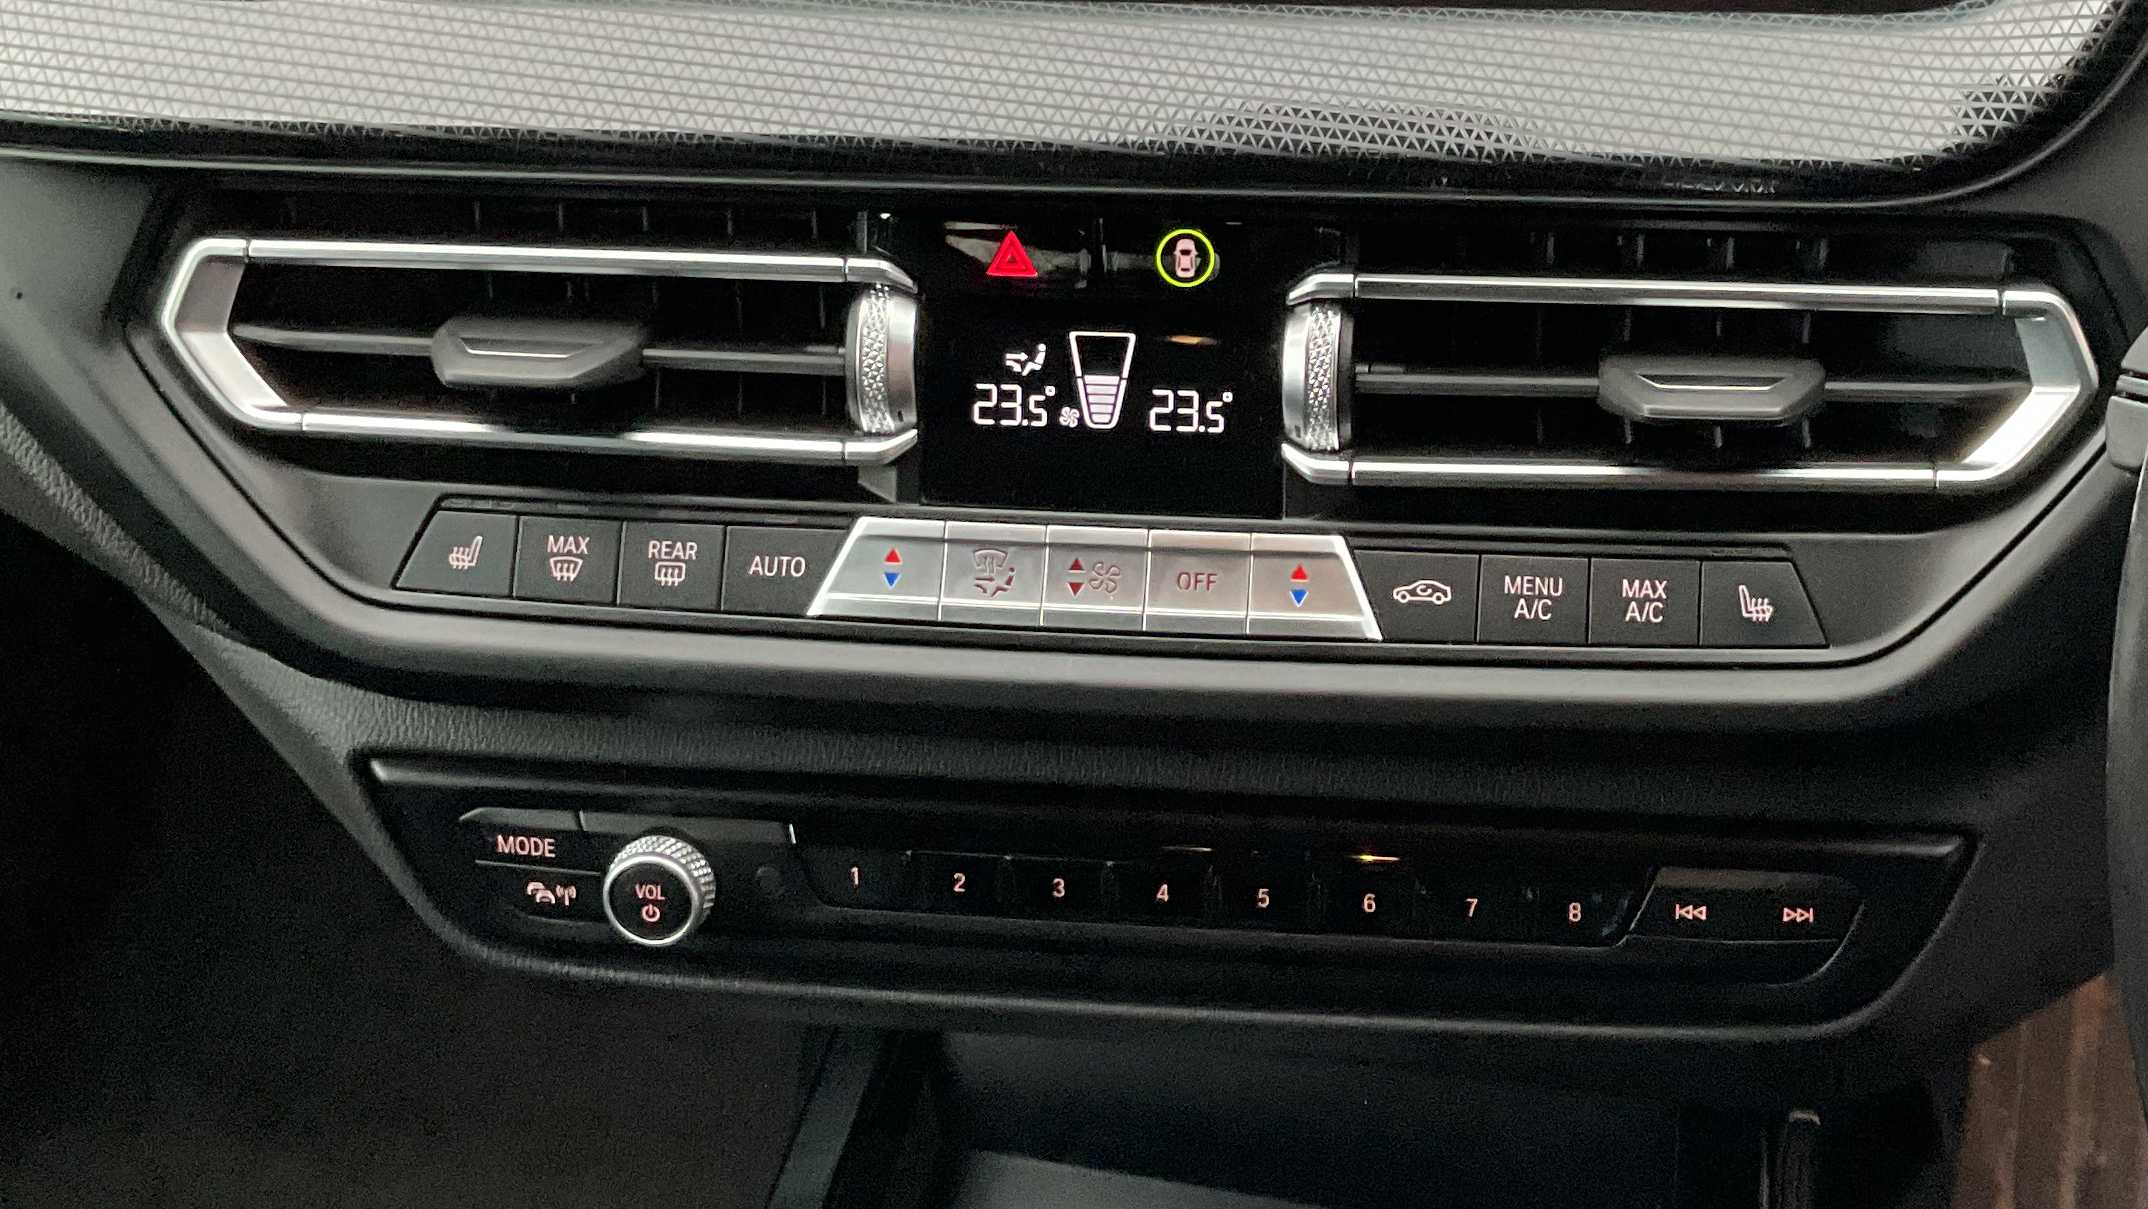 23.5° 23.5°
MAX
REAR
AUTO
OFF
MENU
A/C
MAX
A/C
MODE
VOL
1 2 3 4 5 6 7 8